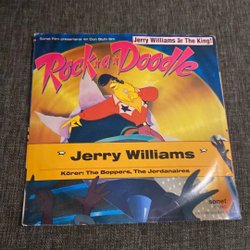 Sonet Film presenterar en Don Bluth film
Jerry Williams Is The King!
Rock·a·Doodle
Jerry Williams
Körer: The Boppers, The Jordanaires
sonet